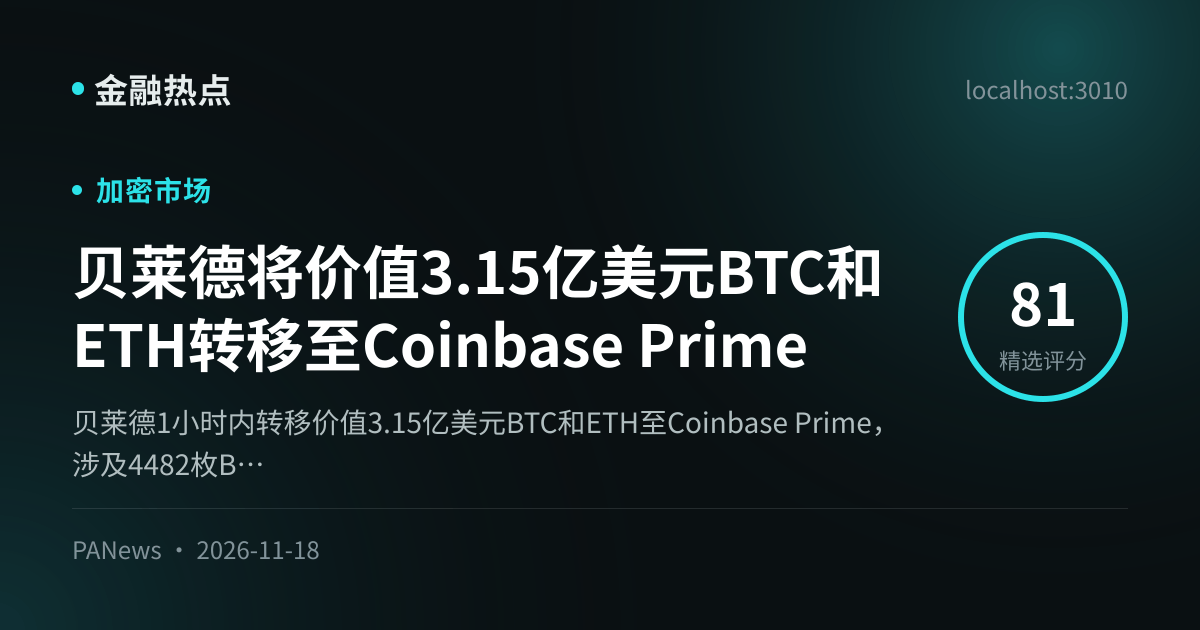 金融热点
localhost:3010
加密市场
贝莱德将价值3.15亿美元BTC和
ETH转移至Coinbase Prime
81
精选评分
贝莱德1小时内转移价值3.15亿美元BTC和ETH至Coinbase Prime，
涉及4482枚B…
PANews • 2026-11-18